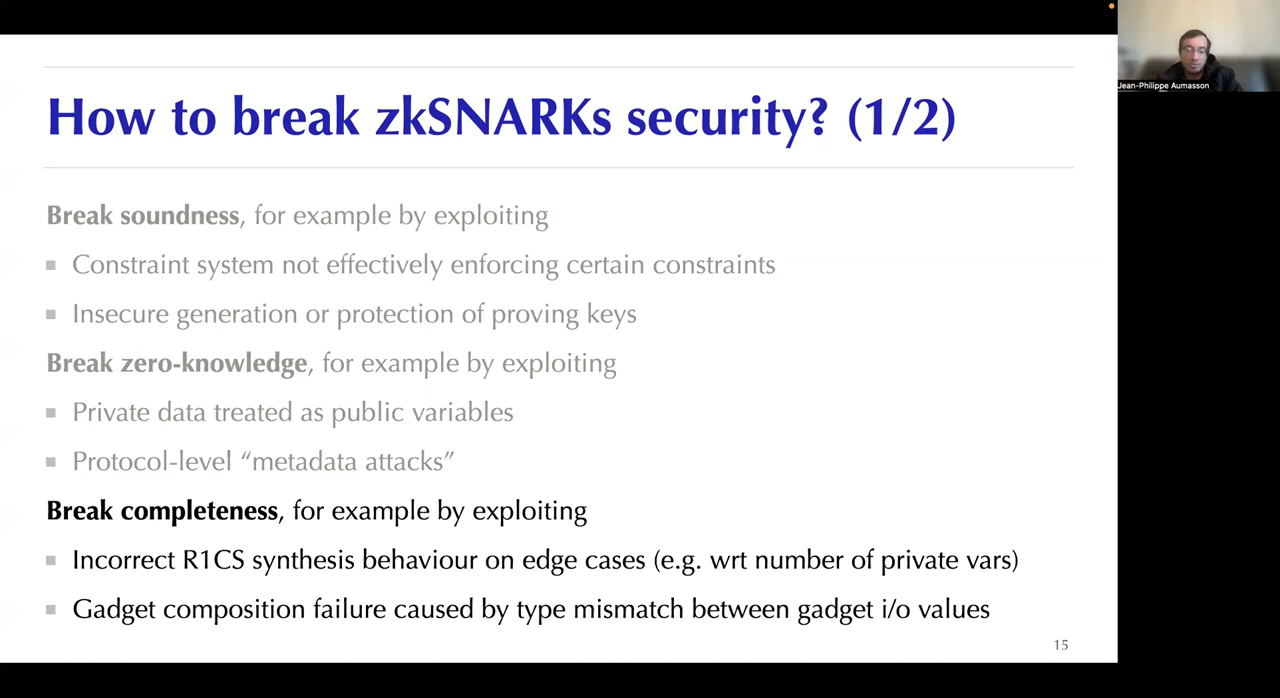 How to break zkSNARKs security? (1/2)
Break soundness, for example by exploiting
Constraint system not effectively enforcing certain constraints
Insecure generation or protection of proving keys
Break zero-knowledge, for example by exploiting
Private data treated as public variables
Protocol-level “metadata attacks”
Break completeness, for example by exploiting
Incorrect R1CS synthesis behaviour on edge cases (e.g. wrt number of private vars)
Gadget composition failure caused by type mismatch between gadget i/o values
15
Jean-Philippe Aumasson